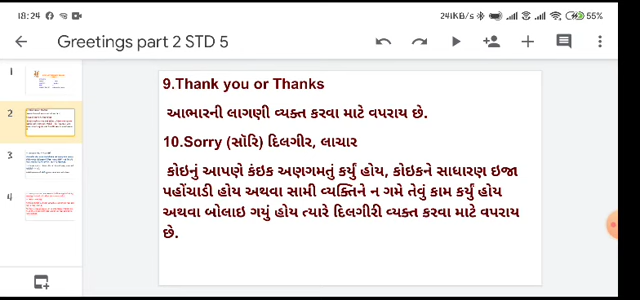 18:24
241KB/s
55%
Greetings part 2 STD 5
1
2
3
4
9.Thank you or Thanks
આભારની લાગણી વ્યક્ત કરવા માટે વપરાય છે.
10.Sorry (સૉરિ) દિલગીર, લાચાર
કોઇનું આપણે કંઇક અણગમતું કર્યું હોય, કોઇકને સાધારણ ઇજા
પહોંચાડી હોય અથવા સામી વ્યક્તિને ન ગમે તેવું કામ કર્યું હોય
અથવા બોલાઇ ગયું હોય ત્યારે દિલગીરી વ્યક્ત કરવા માટે વપરાય
છે.